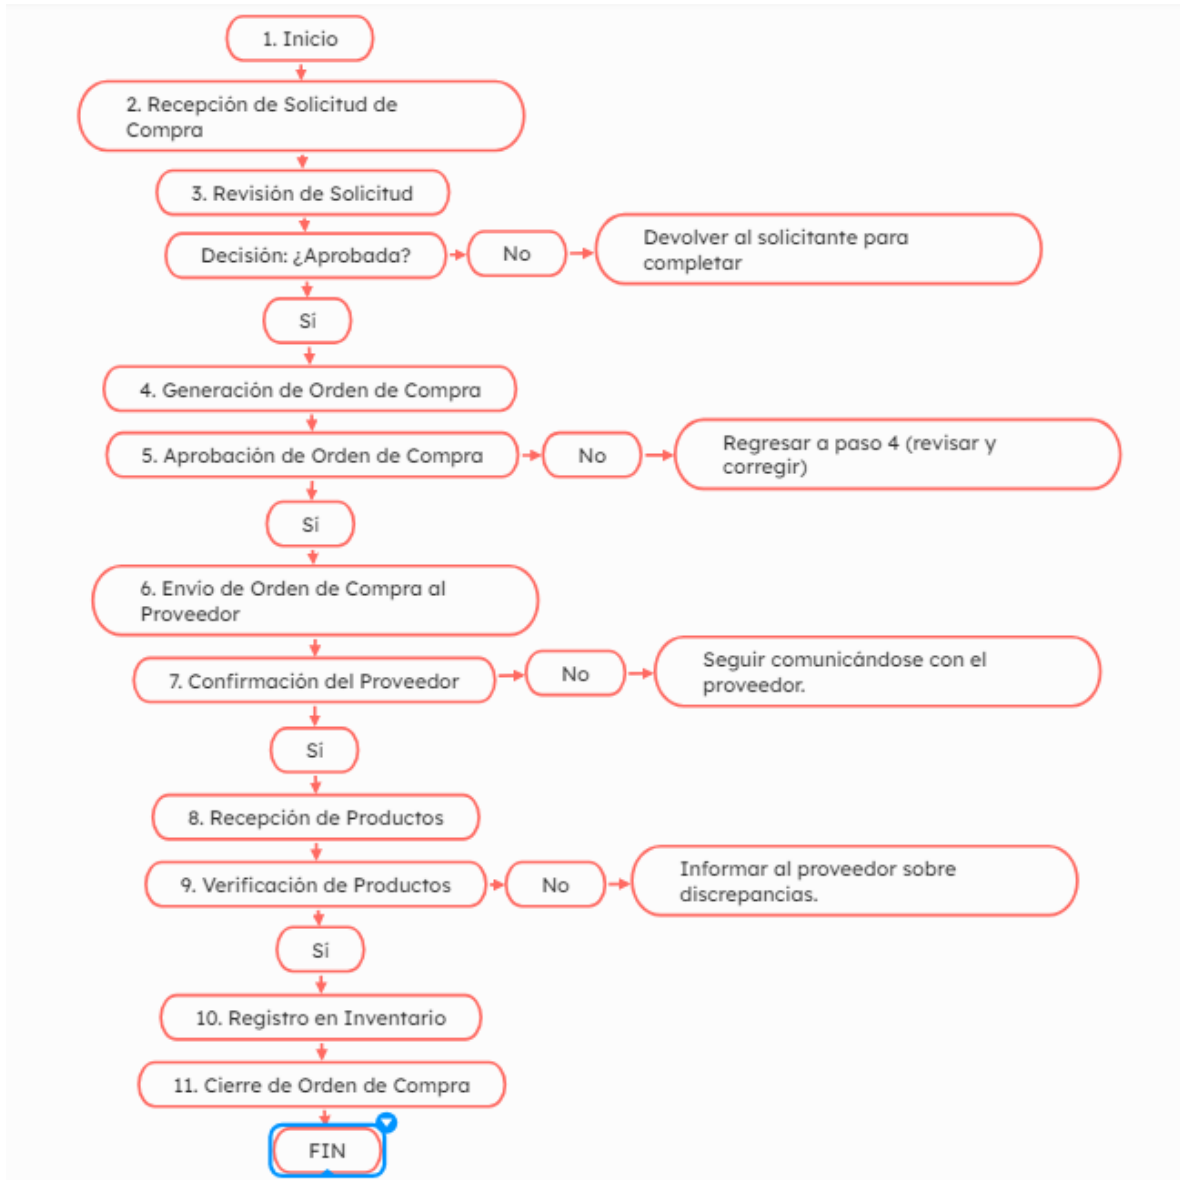 1. Inicio
2. Recepción de Solicitud de
Compra
3. Revisión de Solicitud
Decisión: ¿Aprobada?
No
Devolver al solicitante para
completar
Sí
4. Generación de Orden de Compra
5. Aprobación de Orden de Compra
No
Regresar a paso 4 (revisar y
corregir)
Sí
6. Envío de Orden de Compra al
Proveedor
7. Confirmación del Proveedor
No
Seguir comunicándose con el
proveedor.
Sí
8. Recepción de Productos
9. Verificación de Productos
No
Informar al proveedor sobre
discrepancias.
Sí
10. Registro en Inventario
11. Cierre de Orden de Compra
FIN